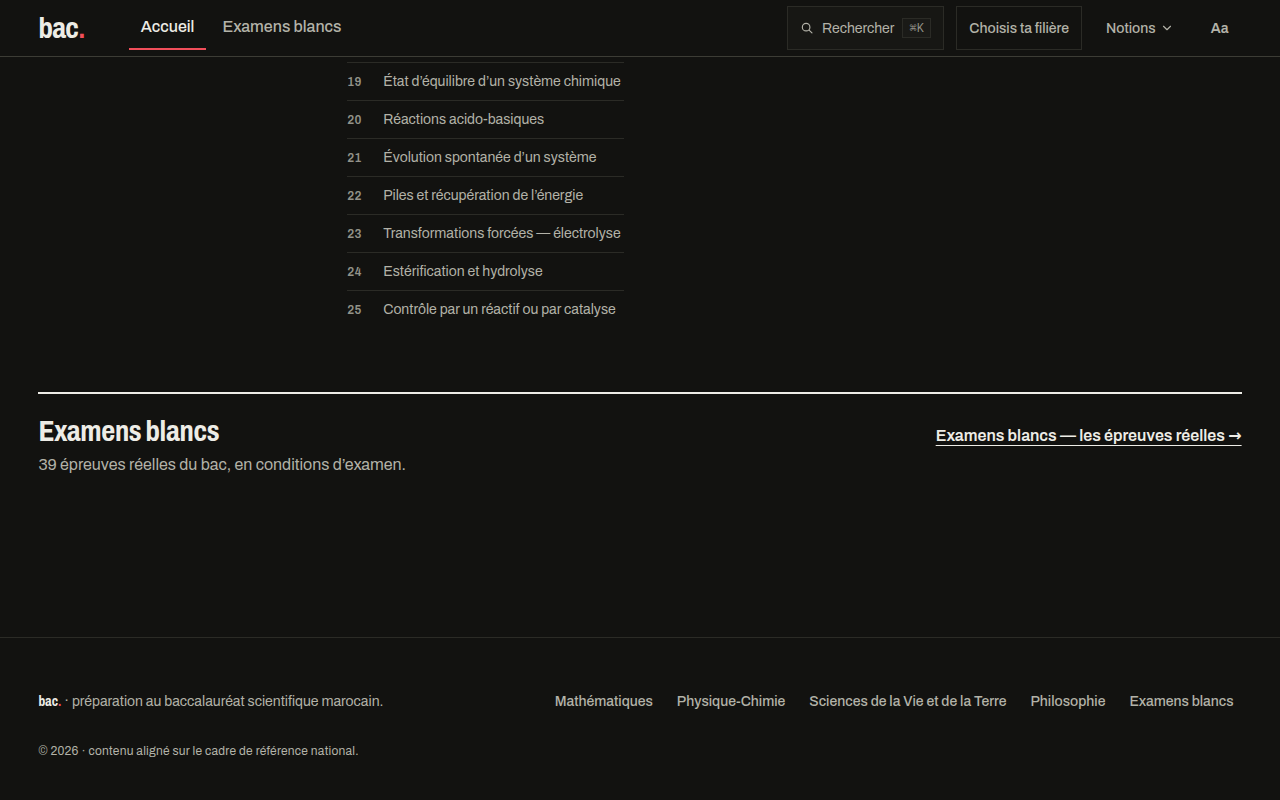 bac. Accueil Examens blancs Rechercher ⌘K Choisis ta filière Notions Aa
19 État d’équilibre d’un système chimique
20 Réactions acido-basiques
21 Évolution spontanée d’un système
22 Piles et récupération de l’énergie
23 Transformations forcées — électrolyse
24 Estérification et hydrolyse
25 Contrôle par un réactif ou par catalyse
Examens blancs
Examens blancs — les épreuves réelles →
39 épreuves réelles du bac, en conditions d’examen.
bac. · préparation au baccalauréat scientifique marocain.
Mathématiques Physique-Chimie Sciences de la Vie et de la Terre Philosophie Examens blancs
© 2026 · contenu aligné sur le cadre de référence national.